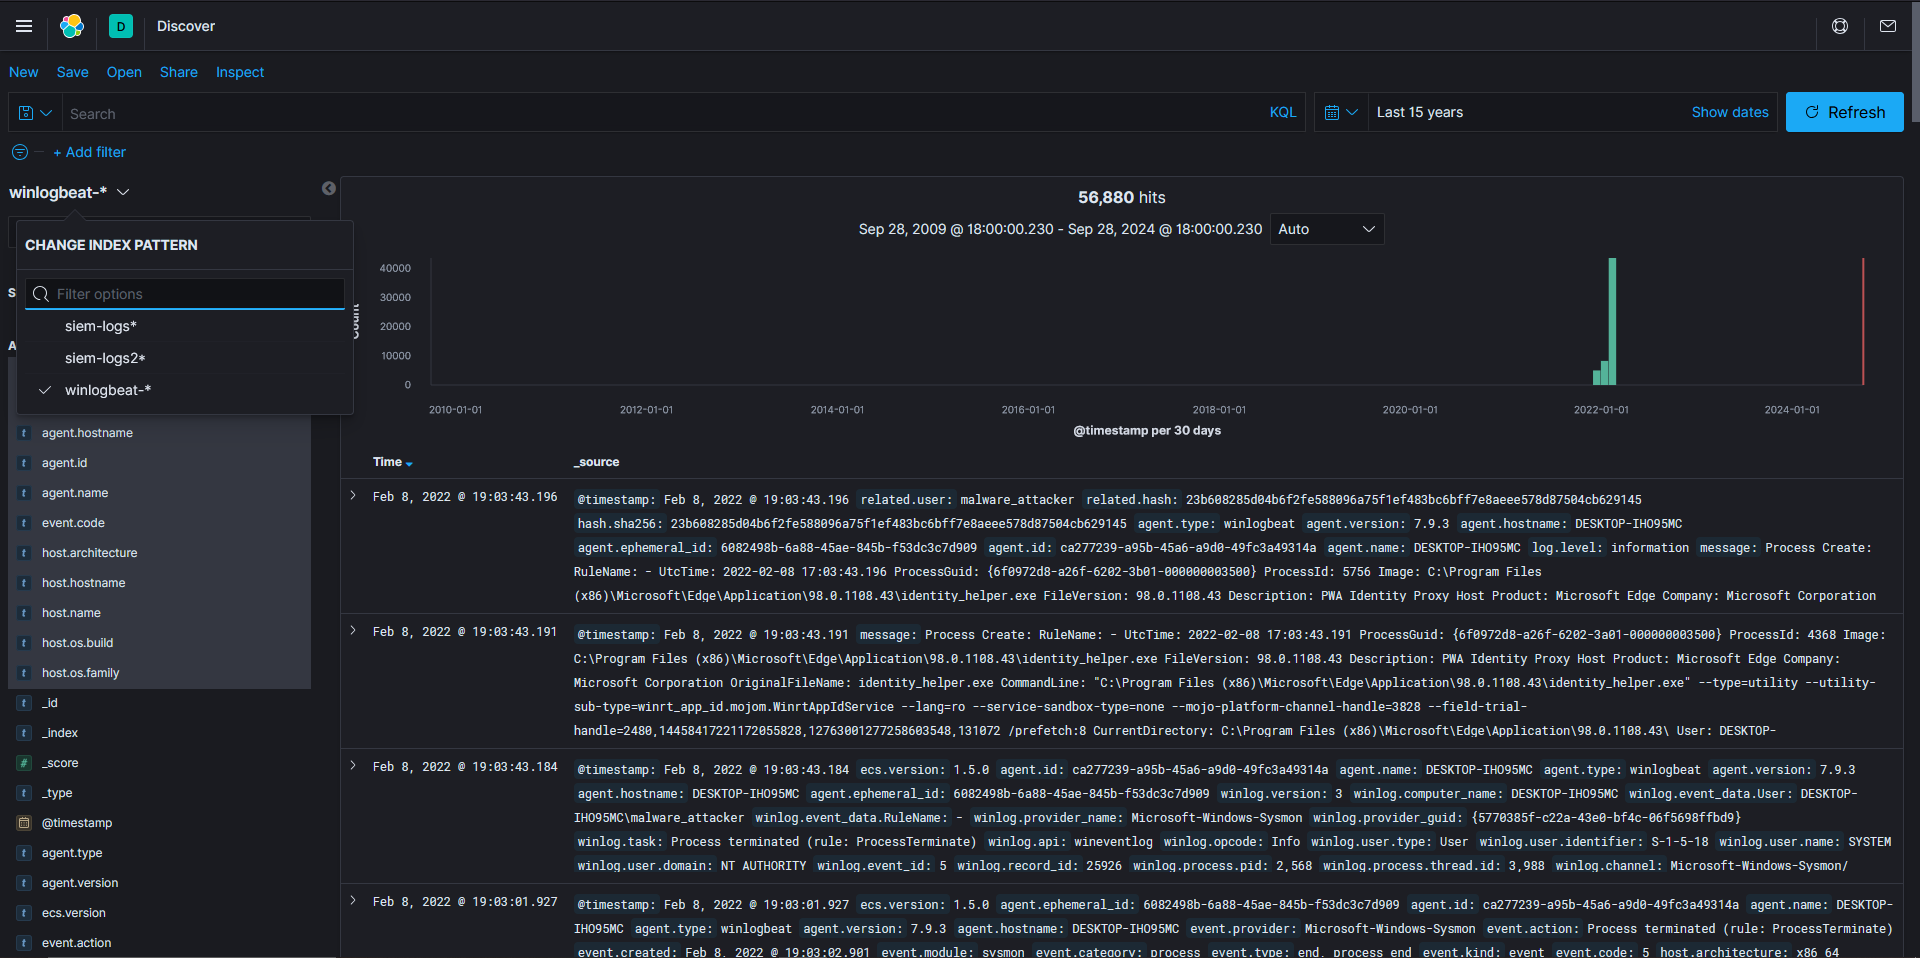 D
Discover
New Save Open Share Inspect
Search
KQL
Last 15 years
Show dates
Refresh
+ Add filter
winlogbeat-*
CHANGE INDEX PATTERN
Filter options
siem-logs*
siem-logs2*
winlogbeat-*
S
A
agent.hostname
agent.id
agent.name
event.code
host.architecture
host.hostname
host.name
host.os.build
host.os.family
_id
_index
_score
_type
@timestamp
agent.type
agent.version
ecs.version
event.action
56,880 hits
Sep 28, 2009 @ 18:00:00.230 - Sep 28, 2024 @ 18:00:00.230
Auto
40000
30000
20000
10000
0
Count
2010-01-01 2012-01-01 2014-01-01 2016-01-01 2018-01-01 2020-01-01 2022-01-01 2024-01-01
@timestamp per 30 days
Time _source
Feb 8, 2022 @ 19:03:43.196
@timestamp: Feb 8, 2022 @ 19:03:43.196 related.user: malware_attacker related.hash: 23b608285d04b6f2fe588096a75f1ef483bc6bff7e8aeee578d87504cb629145
hash.sha256: 23b608285d04b6f2fe588096a75f1ef483bc6bff7e8aeee578d87504cb629145 agent.type: winlogbeat agent.version: 7.9.3 agent.hostname: DESKTOP-IHO95MC
agent.ephemeral_id: 6082498b-6a88-45ae-845b-f53dc3c7d909 agent.id: ca277239-a95b-45a6-a9d0-49fc3a49314a agent.name: DESKTOP-IHO95MC log.level: information message: Process Create:
RuleName: - UtcTime: 2022-02-08 17:03:43.196 ProcessGuid: {6f0972d8-a26f-6202-3b01-000000003500} ProcessId: 5756 Image: C:\Program Files
(x86)\Microsoft\Edge\Application\98.0.1108.43\identity_helper.exe FileVersion: 98.0.1108.43 Description: PWA Identity Proxy Host Product: Microsoft Edge Company: Microsoft Corporation
Feb 8, 2022 @ 19:03:43.191
@timestamp: Feb 8, 2022 @ 19:03:43.191 message: Process Create: RuleName: - UtcTime: 2022-02-08 17:03:43.191 ProcessGuid: {6f0972d8-a26f-6202-3a01-000000003500} ProcessId: 4368 Image:
C:\Program Files (x86)\Microsoft\Edge\Application\98.0.1108.43\identity_helper.exe FileVersion: 98.0.1108.43 Description: PWA Identity Proxy Host Product: Microsoft Edge Company:
Microsoft Corporation OriginalFileName: identity_helper.exe CommandLine: "C:\Program Files (x86)\Microsoft\Edge\Application\98.0.1108.43\identity_helper.exe" --type=utility --utility-
sub-type=winrt_app_id.mojom.WinrtAppIdService --lang=ro --service-sandbox-type=none --mojo-platform-channel-handle=3828 --field-trial-
handle=2480,14458417221172055828,12763001277258603548,131072 /prefetch:8 CurrentDirectory: C:\Program Files (x86)\Microsoft\Edge\Application\98.0.1108.43\ User: DESKTOP-
Feb 8, 2022 @ 19:03:43.184
@timestamp: Feb 8, 2022 @ 19:03:43.184 ecs.version: 1.5.0 agent.id: ca277239-a95b-45a6-a9d0-49fc3a49314a agent.name: DESKTOP-IHO95MC agent.type: winlogbeat agent.version: 7.9.3
agent.hostname: DESKTOP-IHO95MC agent.ephemeral_id: 6082498b-6a88-45ae-845b-f53dc3c7d909 winlog.version: 3 winlog.computer_name: DESKTOP-IHO95MC winlog.event_data.User: DESKTOP-
IHO95MC\malware_attacker winlog.event_data.RuleName: - winlog.provider_name: Microsoft-Windows-Sysmon winlog.provider_guid: {5770385f-c22a-43e0-bf4c-06f5698ffbd9}
winlog.task: Process terminated (rule: ProcessTerminate) winlog.api: wineventlog winlog.opcode: Info winlog.user.type: User winlog.user.identifier: S-1-5-18 winlog.user.name: SYSTEM
winlog.user.domain: NT AUTHORITY winlog.event_id: 5 winlog.record_id: 25926 winlog.process.pid: 2,568 winlog.process.thread.id: 3,988 winlog.channel: Microsoft-Windows-Sysmon/
Feb 8, 2022 @ 19:03:01.927
@timestamp: Feb 8, 2022 @ 19:03:01.927 ecs.version: 1.5.0 agent.ephemeral_id: 6082498b-6a88-45ae-845b-f53dc3c7d909 agent.id: ca277239-a95b-45a6-a9d0-49fc3a49314a agent.name: DESKTOP-
IHO95MC agent.type: winlogbeat agent.version: 7.9.3 agent.hostname: DESKTOP-IHO95MC event.provider: Microsoft-Windows-Sysmon event.action: Process terminated (rule: ProcessTerminate)
event.created: Feb 8, 2022 @ 19:03:02.901 event.module: sysmon event.category: process event.type: end, process_end event.kind: event event.code: 5 host.architecture: x86_64